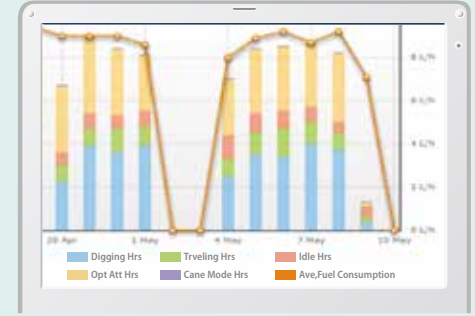 8 L/h
6 L/h
4 L/h
2 L/h
0 L/h
28 Apr 1 May 4 May 7 May 10 May
Digging Hrs Trveling Hrs Idle Hrs
Opt Att Hrs Cane Mode Hrs Ave,Fuel Consumption